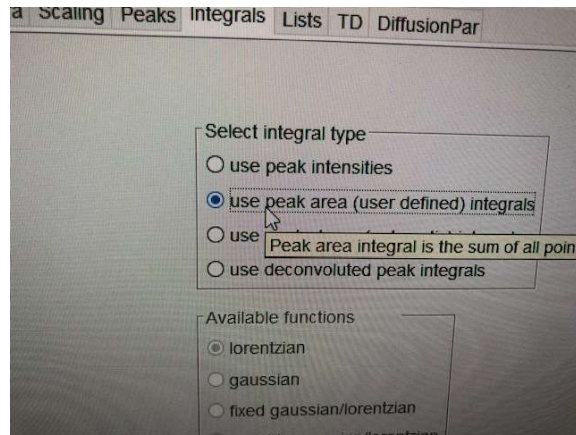 a Scaling Peaks Integrals Lists TD DiffusionPar
Select integral type
use peak intensities
use peak area (user defined) integrals
use
Peak area integral is the sum of all poin
use deconvoluted peak integrals
Available functions
lorentzian
gaussian
fixed gaussian/lorentzian